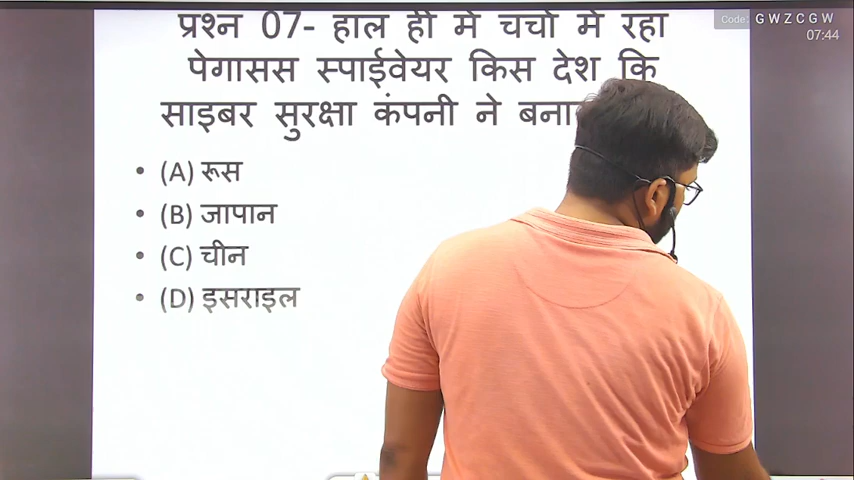 Code: GWZCGW
07:44
प्रश्न 07- हाल ही में चर्चा में रहा
पेगासस स्पाईवेयर किस देश कि
साइबर सुरक्षा कंपनी ने
• (A) रूस
• (B) जापान
• (C) चीन
• (D) इसराइल